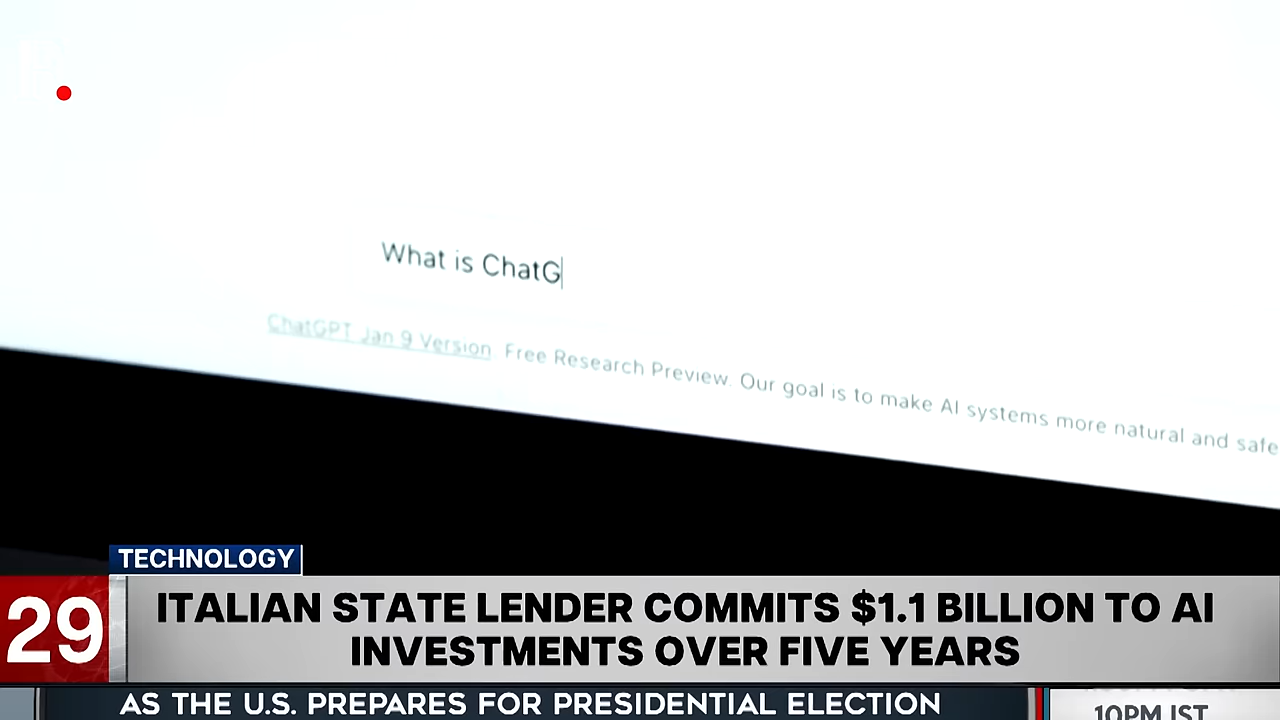 What is ChatG
ChatGPT Jan 9 Version. Free Research Preview. Our goal is to make AI systems more natural and safe
TECHNOLOGY
29
ITALIAN STATE LENDER COMMITS $1.1 BILLION TO AI
INVESTMENTS OVER FIVE YEARS
AS THE U.S. PREPARES FOR PRESIDENTIAL ELECTION
10PM IST